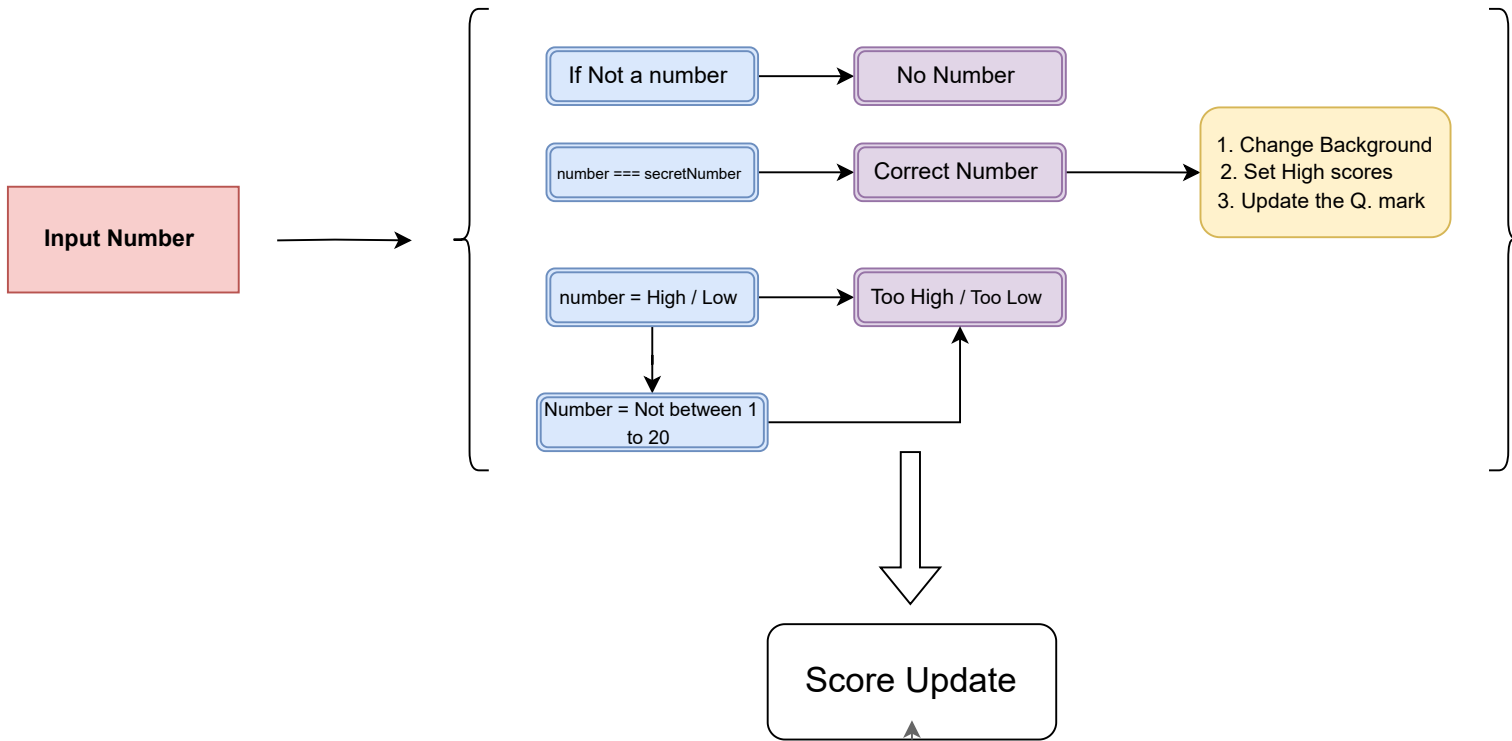 If Not a number
No Number
number === secretNumber
Correct Number
1. Change Background
2. Set High scores
3. Update the Q. mark
Input Number
number = High / Low
Too High / Too Low
Number = Not between 1
to 20
Score Update